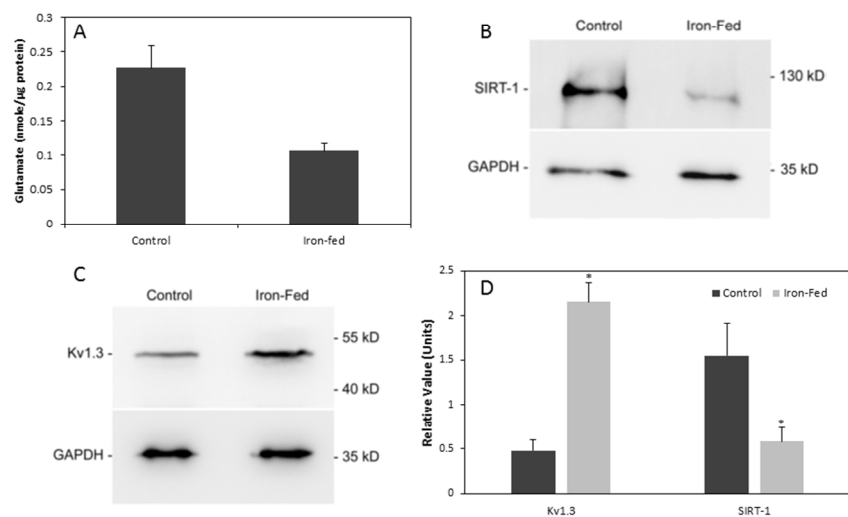 A
Glutamate (nmole/µg protein)
0.3
0.25
0.2
0.15
0.1
0.05
0
Control Iron-fed
B
Control Iron-Fed
SIRT-1 -
- 130 kD
GAPDH -
- 35 kD
C
Control Iron-Fed
Kv1.3 -
- 55 kD
- 40 kD
GAPDH -
- 35 kD
D
Control Iron-Fed
Relative Value (Units)
2.5
2
1.5
1
0.5
0
*
*
Kv1.3 SIRT-1